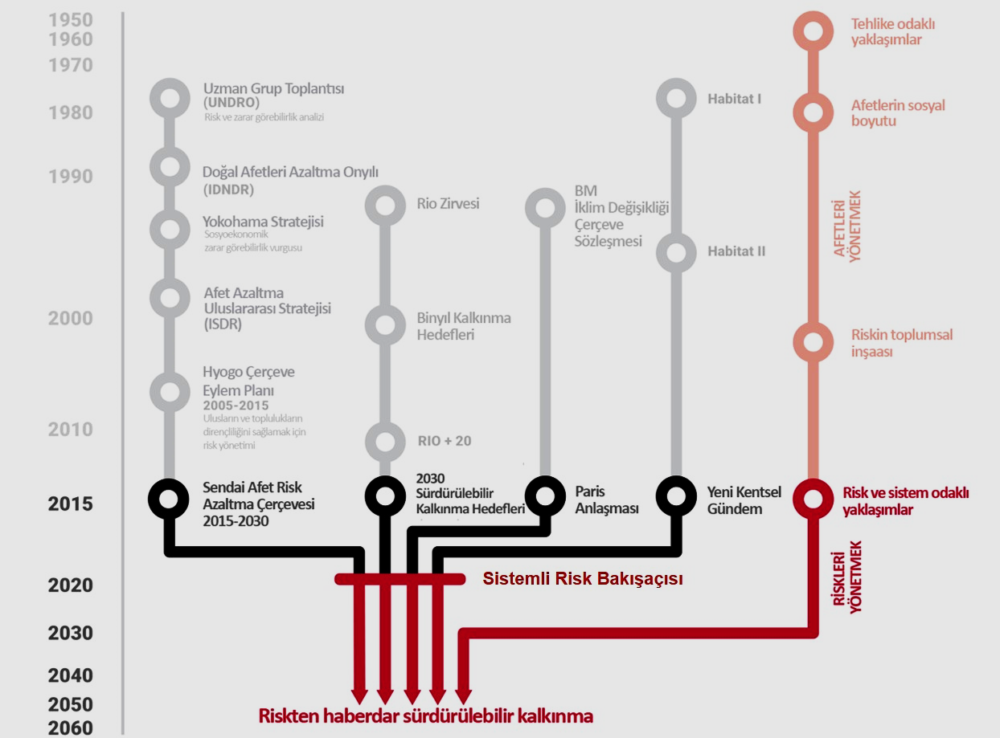 1950
1960
1970
1980
1990
2000
2010
2015
2020
2030
2040
2050
2060
Uzman Grup Toplantısı
(UNDRO)
Risk ve zarar görebilirlik analizi
Doğal Afetleri Azaltma Onyılı
(IDNDR)
Yokohama Stratejisi
Sosyoekonomik
zarar görebilirlik vurgusu
Afet Azaltma
Uluslararası Stratejisi
(ISDR)
Hyogo Çerçeve
Eylem Planı
2005-2015
Ulusların ve toplulukların
dirençliliğini sağlamak için
risk yönetimi
Sendai Afet Risk
Azaltma Çerçevesi
2015-2030
Rio Zirvesi
Binyıl Kalkınma
Hedefleri
RIO + 20
2030
Sürdürülebilir
Kalkınma Hedefleri
BM
İklim Değişikliği
Çerçeve
Sözleşmesi
Paris
Anlaşması
Habitat I
Habitat II
Yeni Kentsel
Gündem
Tehlike odaklı
yaklaşımlar
Afetlerin sosyal
boyutu
AFETLERİ
YÖNETMEK
Riskin toplumsal
inşaası
Risk ve sistem odaklı
yaklaşımlar
RİSKLERİ
YÖNETMEK
Sistemli Risk Bakışaçısı
Riskten haberdar sürdürülebilir kalkınma